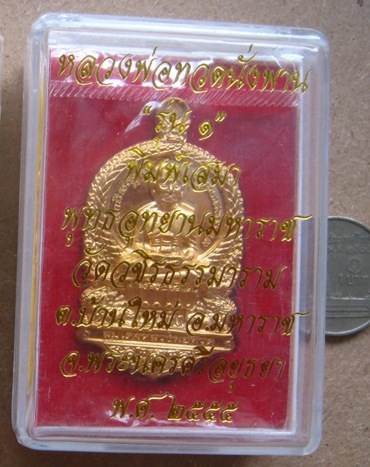 หลวงพ่อทวดนั่งพาน
"รุ่น ๑"
พิมพ์เสมา
พุทธอุทยานมหาราช
วัดวชิรธรรมาราม
ต.บ้านใหม่ อ.มหาราช
จ.พระนครศรีอยุธยา
พ.ศ. ๒๕๕๕